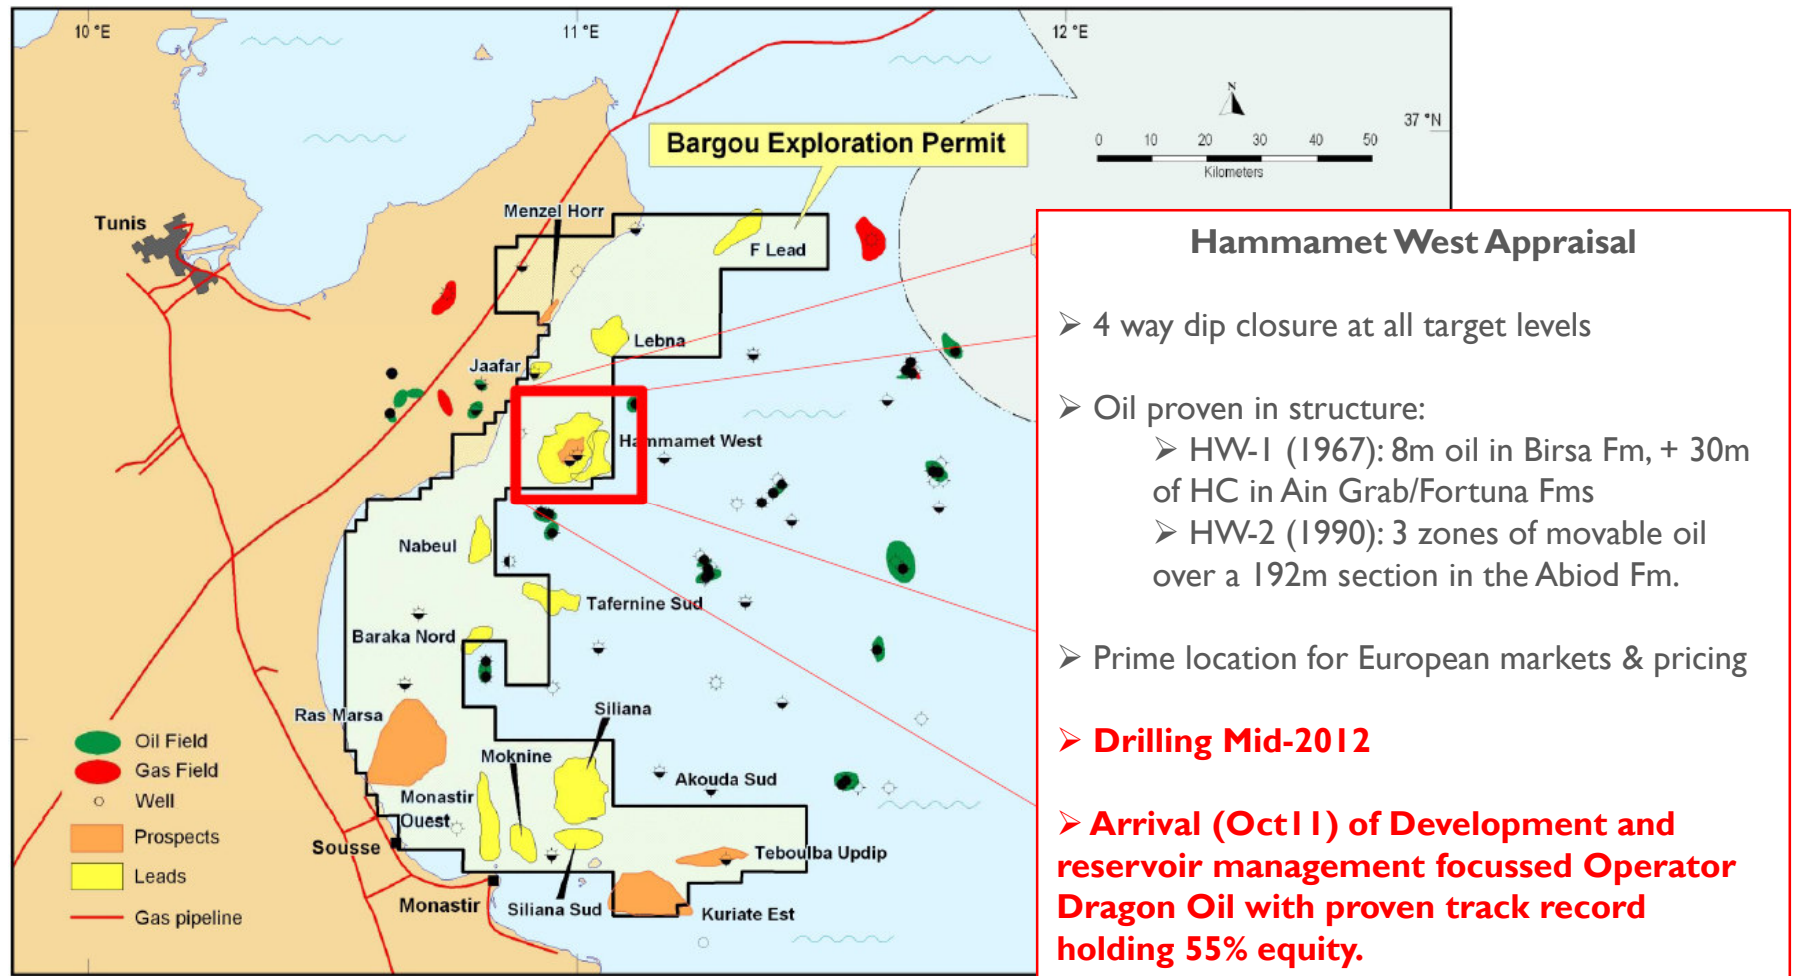 10 °E
11 °E
12 °E
37 °N
N
0 10 20 30 40 50
Kilometers
Bargou Exploration Permit
Tunis
Menzel Horr
F Lead
Lebna
Jaafar
Hammamet West
Nabeul
Tafernine Sud
Baraka Nord
Ras Marsa
Siliana
Moknine
Akouda Sud
Monastir
Ouest
Sousse
Teboulba Updip
Monastir
Siliana Sud
Kuriate Est
Oil Field
Gas Field
Well
Prospects
Leads
Gas pipeline
Hammamet West Appraisal
➢ 4 way dip closure at all target levels
➢ Oil proven in structure:
➢ HW-1 (1967): 8m oil in Birsa Fm, + 30m
of HC in Ain Grab/Fortuna Fms
➢ HW-2 (1990): 3 zones of movable oil
over a 192m section in the Abiod Fm.
➢ Prime location for European markets & pricing
➢ Drilling Mid-2012
➢ Arrival (Oct11) of Development and
reservoir management focussed Operator
Dragon Oil with proven track record
holding 55% equity.